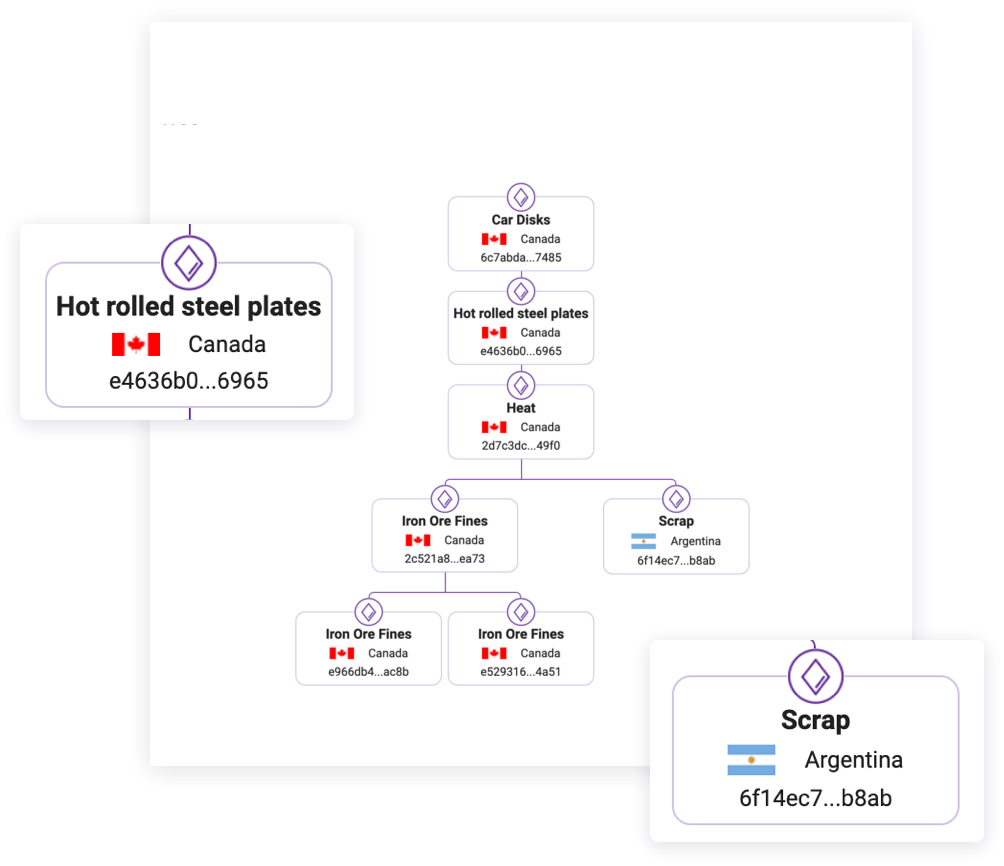 Car Disks
Canada
6c7abda...7485
Hot rolled steel plates
Canada
e4636b0...6965
Hot rolled steel plates
Canada
e4636b0...6965
Heat
Canada
2d7c3dc...49f0
Iron Ore Fines
Canada
2c521a8...ea73
Scrap
Argentina
6f14ec7...b8ab
Iron Ore Fines
Canada
e966db4...ac8b
Iron Ore Fines
Canada
e529316...4a51
Scrap
Argentina
6f14ec7...b8ab